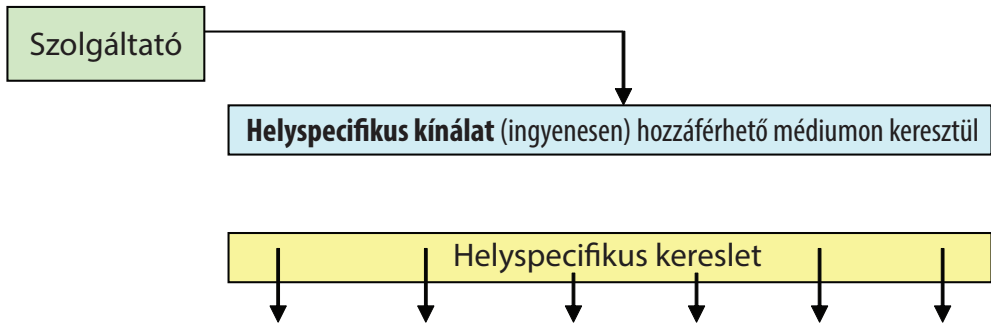 Szolgáltató
Helyspecifikus kínálat (ingyenesen) hozzáférhető médiumon keresztül
Helyspecifikus kereslet